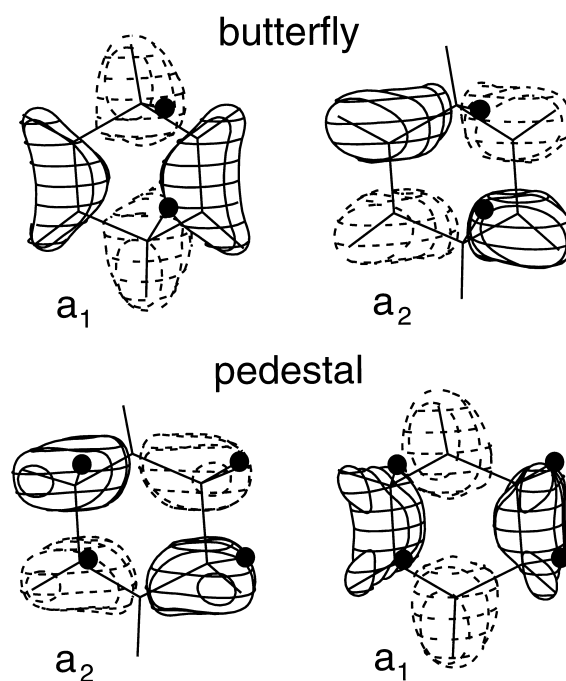 butterfly
a₁ a₂
pedestal
a₂ a₁